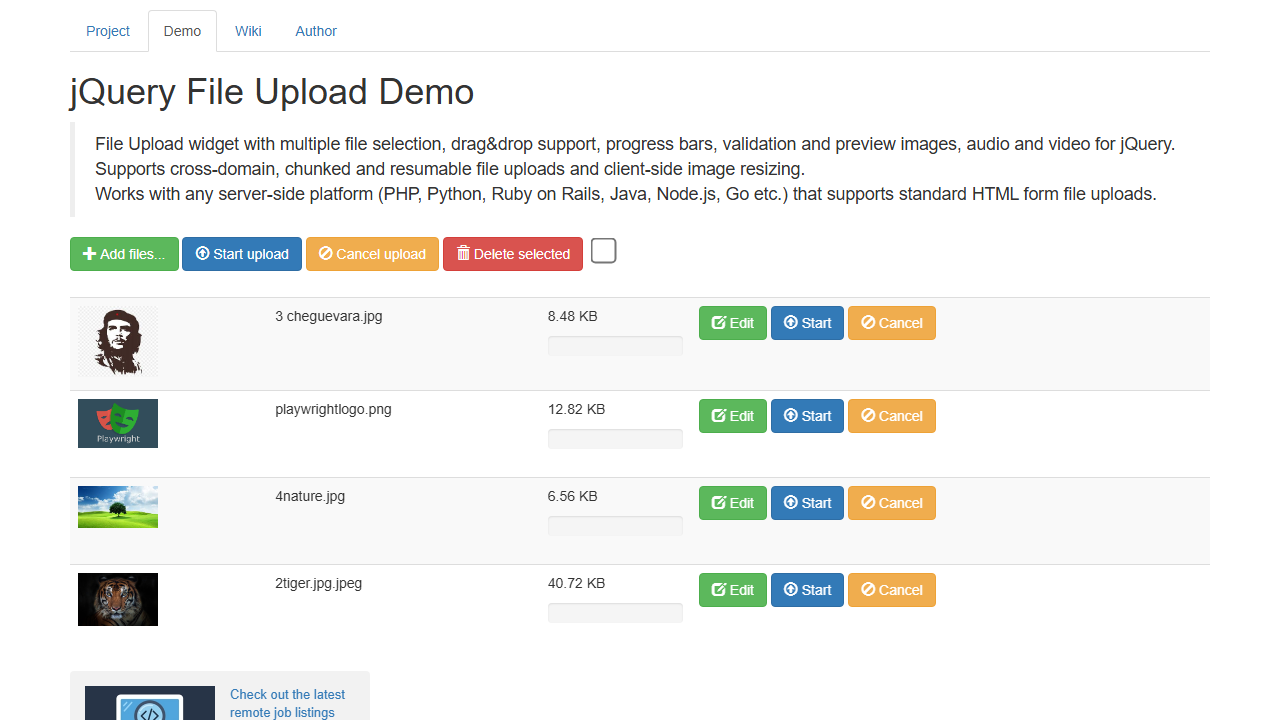 Project Demo Wiki Author
jQuery File Upload Demo
File Upload widget with multiple file selection, drag&drop support, progress bars, validation and preview images, audio and video for jQuery.
Supports cross-domain, chunked and resumable file uploads and client-side image resizing.
Works with any server-side platform (PHP, Python, Ruby on Rails, Java, Node.js, Go etc.) that supports standard HTML form file uploads.
Add files... Start upload Cancel upload Delete selected
3 cheguevara.jpg 8.48 KB Edit Start Cancel
playwrightlogo.png 12.82 KB Edit Start Cancel
Playwright
4nature.jpg 6.56 KB Edit Start Cancel
2tiger.jpg.jpeg 40.72 KB Edit Start Cancel
Check out the latest
remote job listings